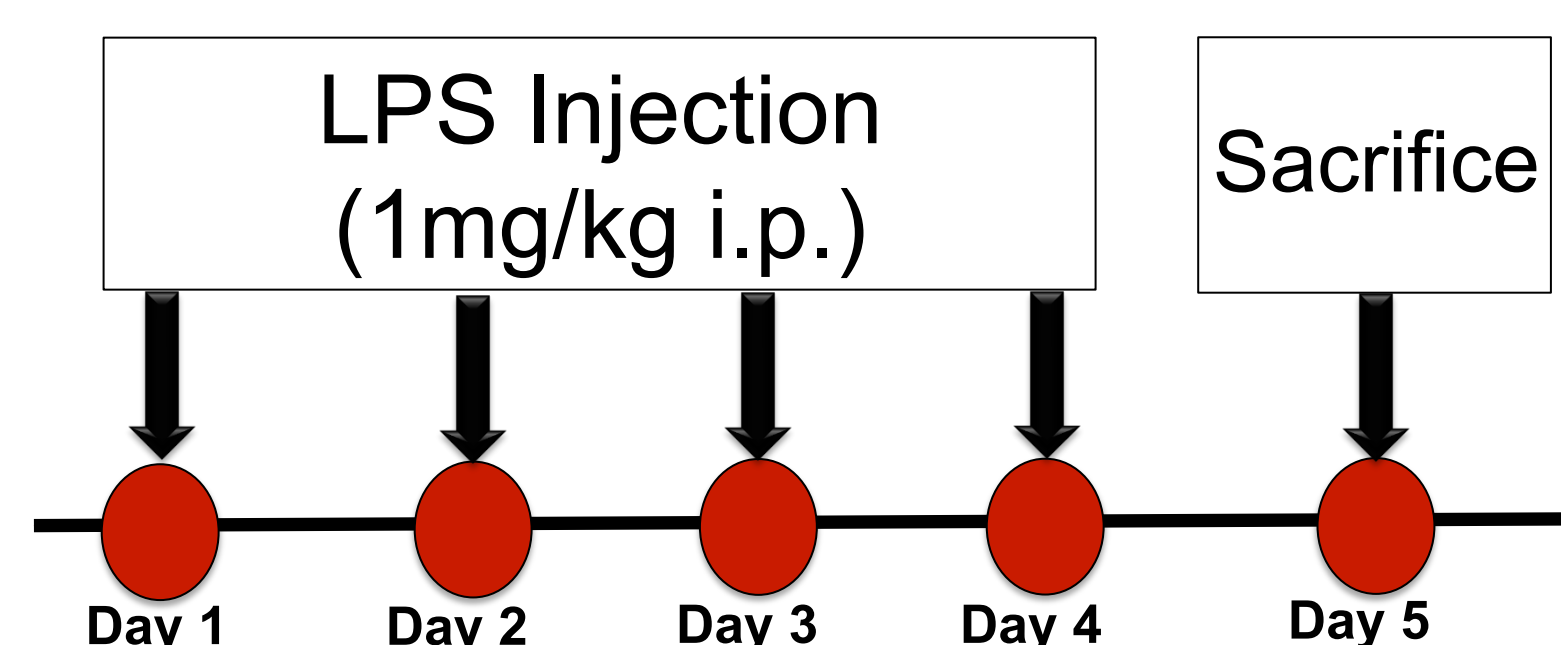 LPS Injection
(1mg/kg i.p.)
Sacrifice
Day 1
Day 2
Day 3
Day 4
Day 5